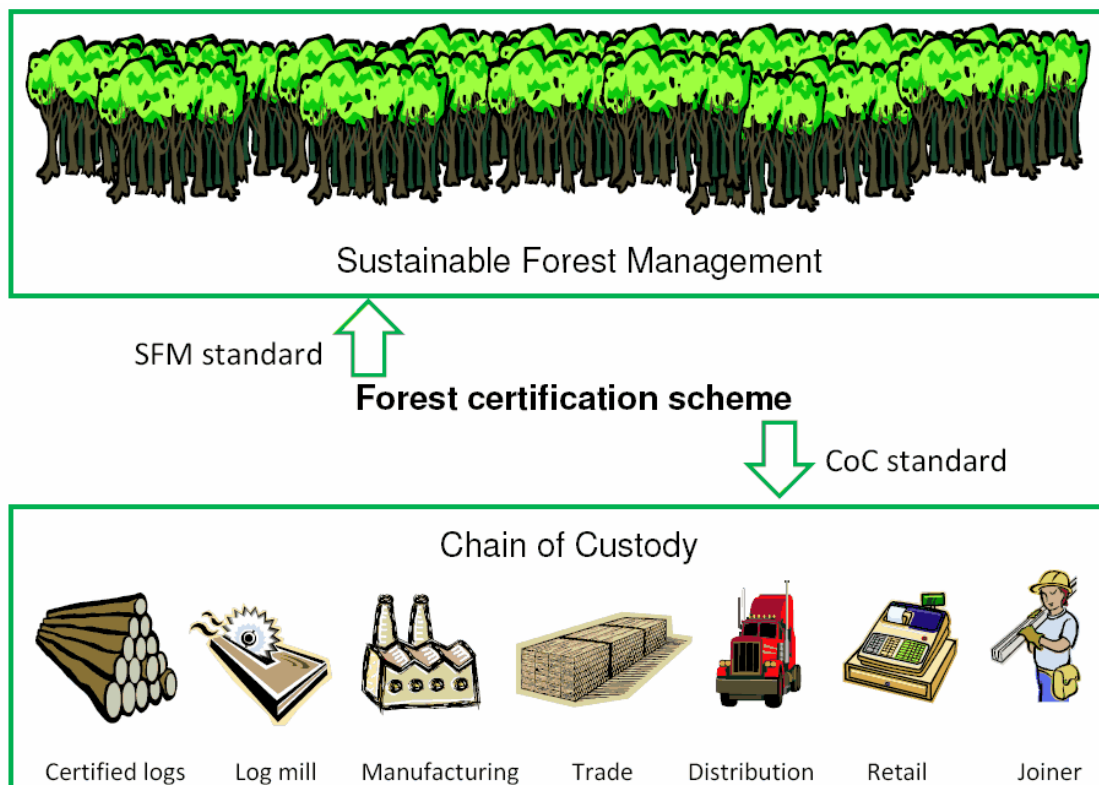 Sustainable Forest Management
SFM standard
Forest certification scheme
CoC standard
Chain of Custody
Certified logs Log mill Manufacturing Trade Distribution Retail Joiner